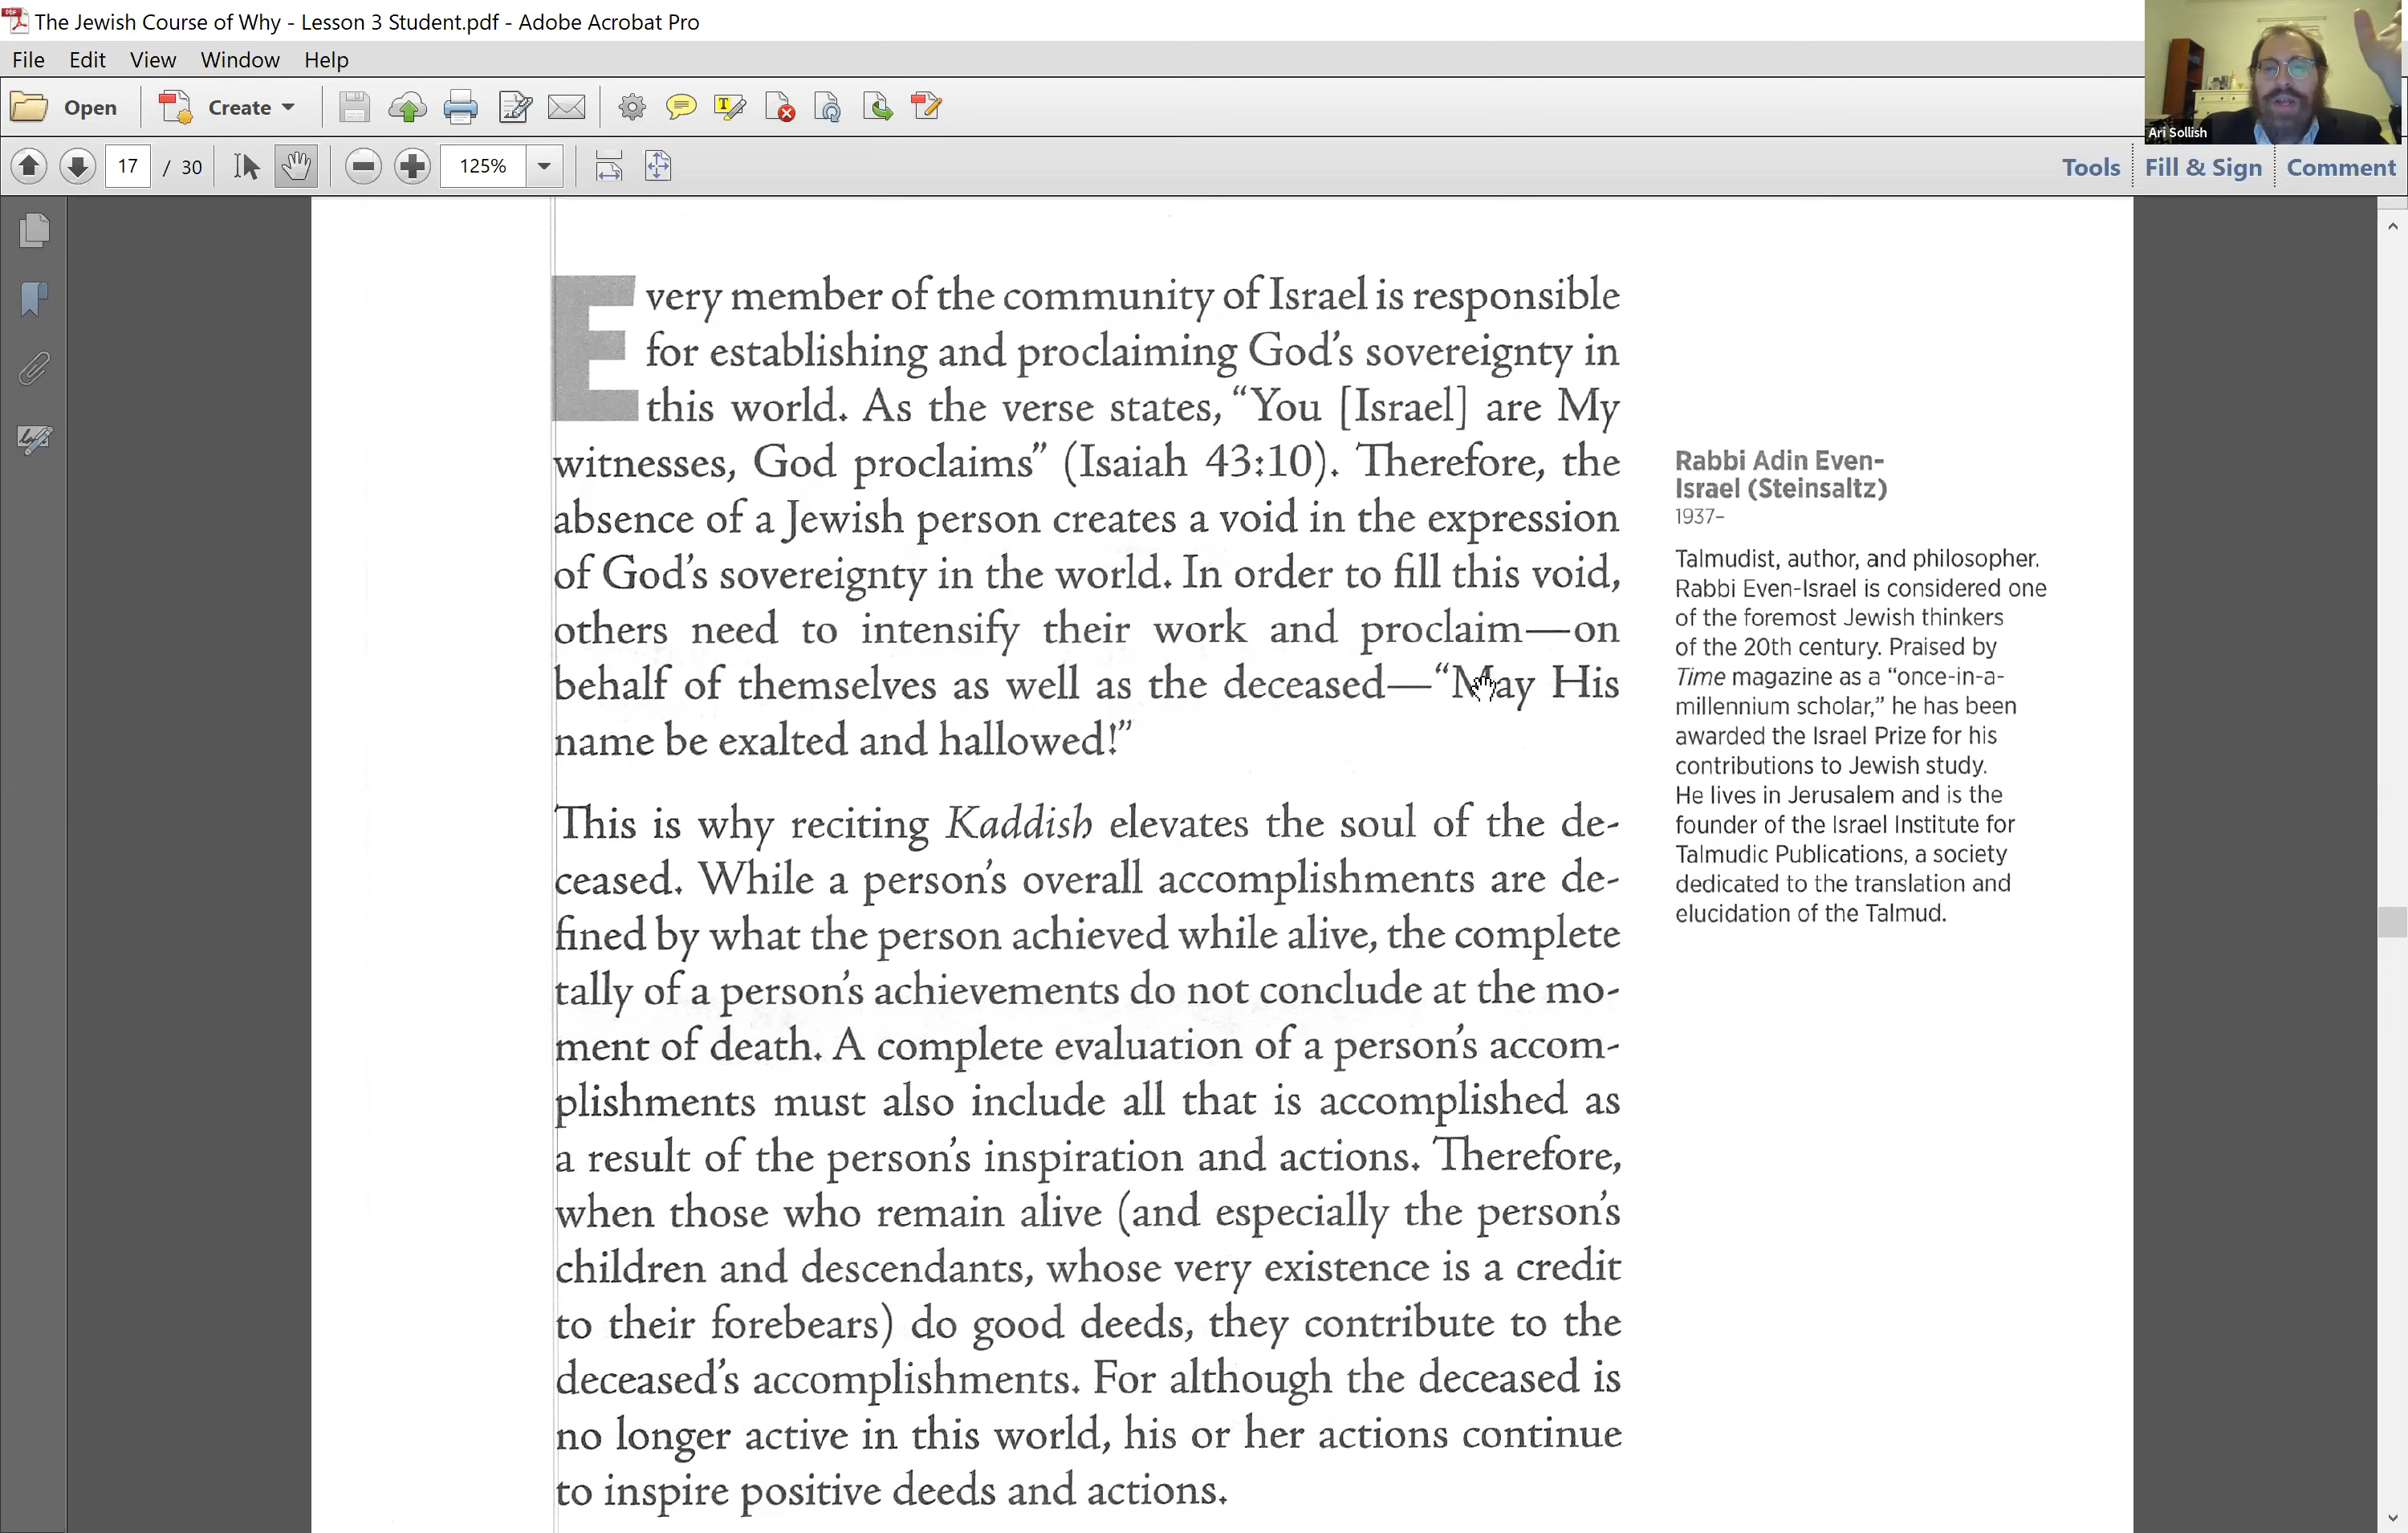 The Jewish Course of Why - Lesson 3 Student.pdf - Adobe Acrobat Pro
File Edit View Window Help
Open Create
17 / 30 125% Tools Fill & Sign Comment
Ari Sollish
Every member of the community of Israel is responsible
for establishing and proclaiming God's sovereignty in
this world. As the verse states, “You [Israel] are My
witnesses, God proclaims” (Isaiah 43:10). Therefore, the
absence of a Jewish person creates a void in the expression
of God's sovereignty in the world. In order to fill this void,
others need to intensify their work and proclaim—on
behalf of themselves as well as the deceased—“May His
name be exalted and hallowed!”
This is why reciting Kaddish elevates the soul of the de-
ceased. While a person's overall accomplishments are de-
fined by what the person achieved while alive, the complete
tally of a person's achievements do not conclude at the mo-
ment of death. A complete evaluation of a person's accom-
plishments must also include all that is accomplished as
a result of the person's inspiration and actions. Therefore,
when those who remain alive (and especially the person's
children and descendants, whose very existence is a credit
to their forebears) do good deeds, they contribute to the
deceased's accomplishments. For although the deceased is
no longer active in this world, his or her actions continue
to inspire positive deeds and actions.
Rabbi Adin Even-
Israel (Steinsaltz)
1937–
Talmudist, author, and philosopher.
Rabbi Even-Israel is considered one
of the foremost Jewish thinkers
of the 20th century. Praised by
Time magazine as a “once-in-a-
millennium scholar,” he has been
awarded the Israel Prize for his
contributions to Jewish study.
He lives in Jerusalem and is the
founder of the Israel Institute for
Talmudic Publications, a society
dedicated to the translation and
elucidation of the Talmud.